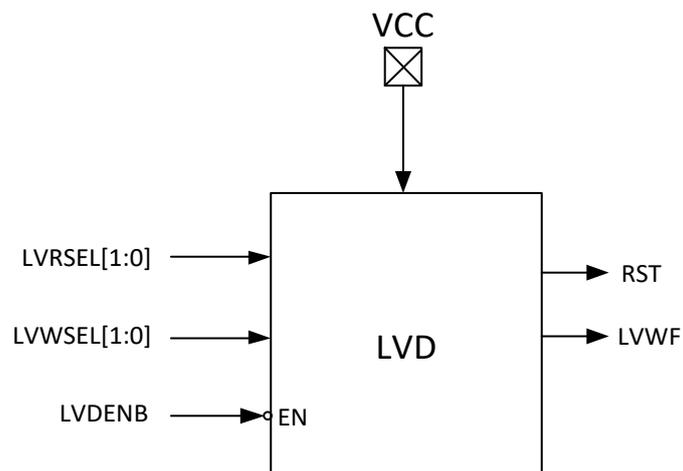 VCC
LVRSEL[1:0]
RST
LVWSEL[1:0]
LVD
LVWF
LVDENB
EN